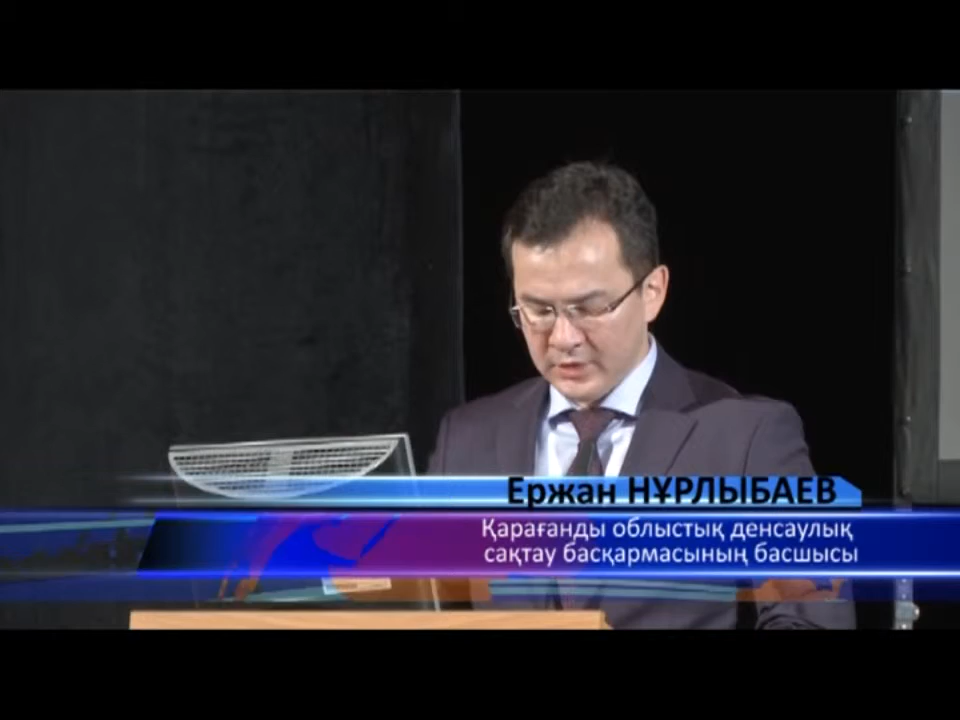 Ержан НҰРЛЫБАЕВ
Қарағанды облыстық денсаулық
сақтау басқармасының басшысы